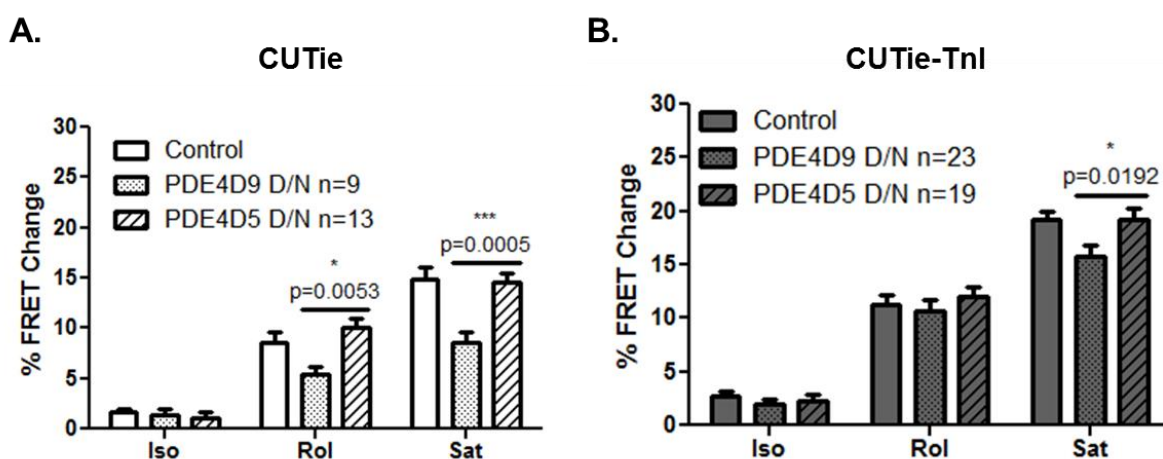 A.
CUTie
% FRET Change
30
25
20
15
10
5
0
Control
PDE4D9 D/N n=9
PDE4D5 D/N n=13
*
p=0.0053
***
p=0.0005
Iso Rol Sat
B.
CUTie-TnI
% FRET Change
30
25
20
15
10
5
0
Control
PDE4D9 D/N n=23
PDE4D5 D/N n=19
*
p=0.0192
Iso Rol Sat